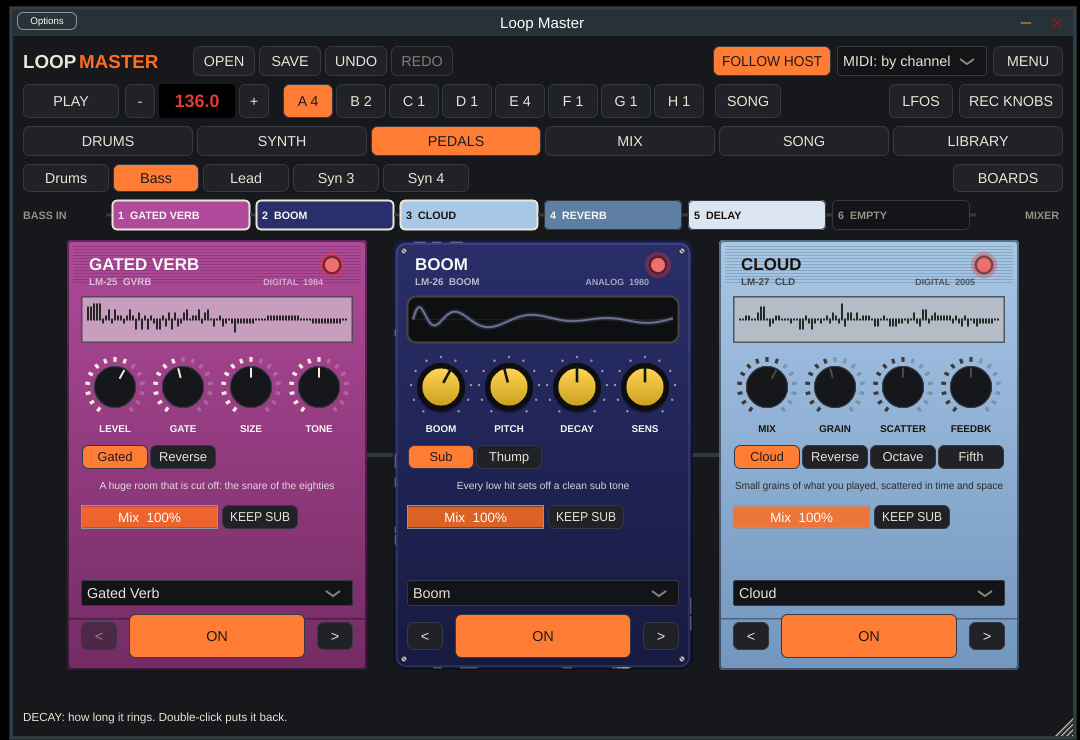 Options
Loop Master
LOOPMASTER OPEN SAVE UNDO REDO FOLLOW HOST MIDI: by channel MENU
PLAY - 136.0 + A 4 B 2 C 1 D 1 E 4 F 1 G 1 H 1 SONG LFOS REC KNOBS
DRUMS SYNTH PEDALS MIX SONG LIBRARY
Drums Bass Lead Syn 3 Syn 4 BOARDS
BASS IN 1 GATED VERB 2 BOOM 3 CLOUD 4 REVERB 5 DELAY 6 EMPTY MIXER
GATED VERB
LM-25 GVRB DIGITAL 1984
LEVEL GATE SIZE TONE
Gated Reverse
A huge room that is cut off: the snare of the eighties
Mix 100% KEEP SUB
Gated Verb
< ON >
BOOM
LM-26 BOOM ANALOG 1980
BOOM PITCH DECAY SENS
Sub Thump
Every low hit sets off a clean sub tone
Mix 100% KEEP SUB
Boom
< ON >
CLOUD
LM-27 CLD DIGITAL 2005
MIX GRAIN SCATTER FEEDBK
Cloud Reverse Octave Fifth
Small grains of what you played, scattered in time and space
Mix 100% KEEP SUB
Cloud
< ON >
DECAY: how long it rings. Double-click puts it back.